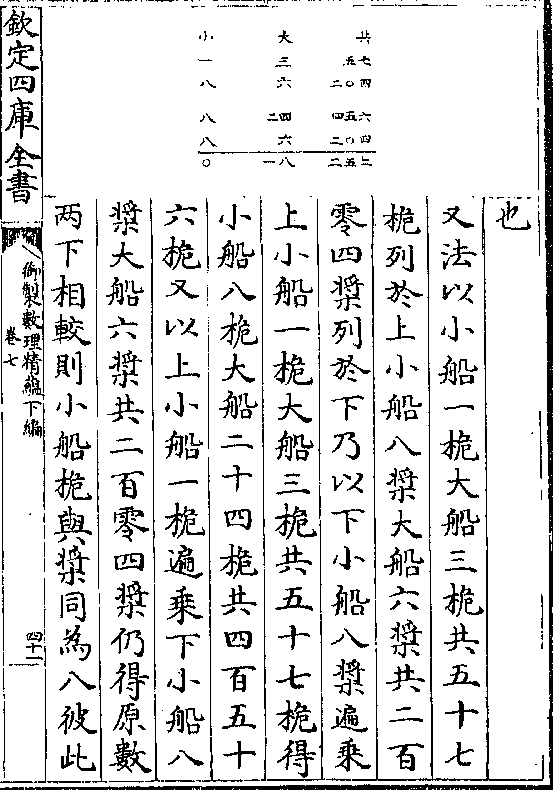 小 大 共
一 三 五七
八 六 二〇四
八 二四 四五六
八 六 二〇四
〇 一八 二五二
也
又法以小船一桅大船三桅共五十七
桅列於上小船八槳大船六槳共二百
零四槳列於下乃以下小船八槳遍乘
上小船一桅大船三桅共五十七桅得
小船八桅大船二十四桅共四百五十
六桅又以上小船一桅遍乘下小船八
槳大船六槳共二百零四槳仍得原數
两下相較則小船桅與槳同為八彼此
欽定四庫全書
御製數理精蘊下編
卷七
四十一